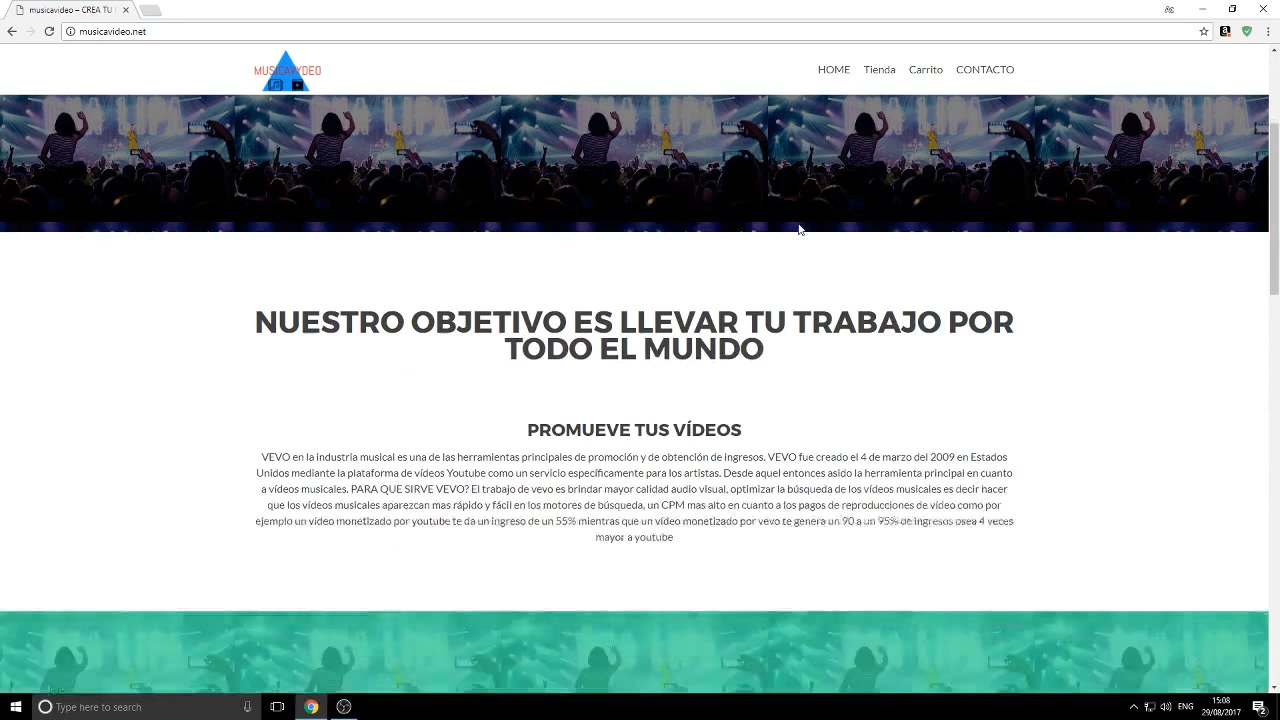 musicavideo – CREA TU
musicavideo.net
MUSICAVYDEO
HOME Tienda Carrito CONTACTO
NUESTRO OBJETIVO ES LLEVAR TU TRABAJO POR
TODO EL MUNDO
PROMUEVE TUS VÍDEOS
VEVO en la industria musical es una de las herramientas principales de promoción y de obtención de ingresos. VEVO fue creado el 4 de marzo del 2009 en Estados
Unidos mediante la plataforma de vídeos Youtube como un servicio específicamente para los artistas. Desde aquel entonces asido la herramienta principal en cuanto
a vídeos musicales. PARA QUE SIRVE VEVO? El trabajo de vevo es brindar mayor calidad audio visual, optimizar la búsqueda de los vídeos musicales es decir hacer
que los vídeos musicales aparezcan mas rápido y fácil en los motores de búsqueda, un CPM mas alto en cuanto a los pagos de reproducciones de vídeo como por
ejemplo un vídeo monetizado por youtube te da un ingreso de un 55% mientras que un vídeo monetizado por vevo te genera un 90 a un 95% de ingresos osea 4 veces
mayor a youtube
Type here to search
ENG
15:08
29/08/2017